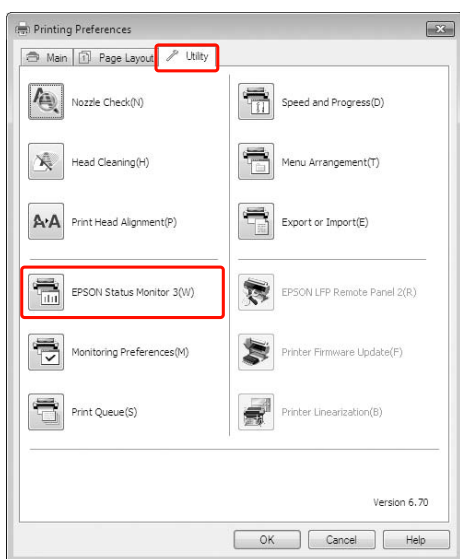 Printing Preferences
Main Page Layout Utility
Nozzle Check(N)
Speed and Progress(D)
Head Cleaning(H)
Menu Arrangement(T)
Print Head Alignment(P)
Export or Import(E)
EPSON Status Monitor 3(W)
EPSON LFP Remote Panel 2(R)
Monitoring Preferences(M)
Printer Firmware Update(F)
Print Queue(S)
Printer Linearization(B)
Version 6.70
OK Cancel Help